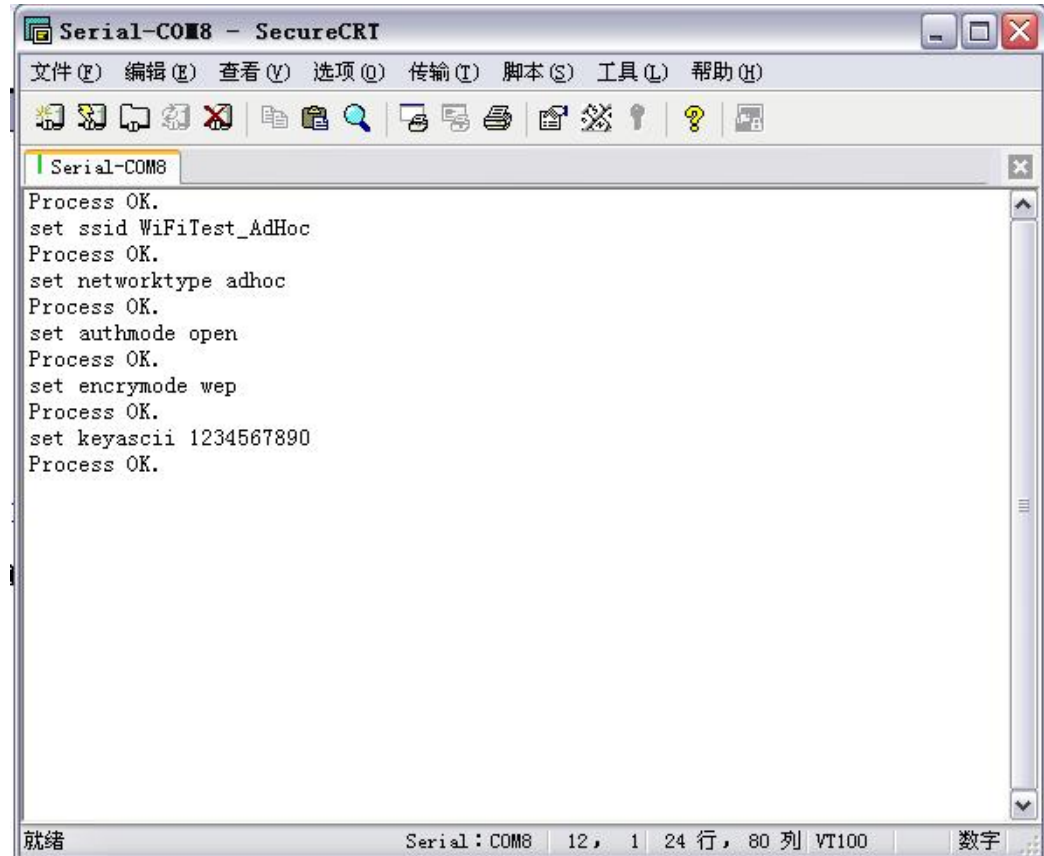 Serial-COM8 - SecureCRT
文件(F) 编辑(E) 查看(V) 选项(O) 传输(T) 脚本(S) 工具(L) 帮助(H)
Serial-COM8
Process OK.
set ssid WiFiTest_AdHoc
Process OK.
set networktype adhoc
Process OK.
set authmode open
Process OK.
set encrymode wep
Process OK.
set keyascii 1234567890
Process OK.
就绪 Serial: COM8 12, 1 24 行, 80 列 VT100 数字